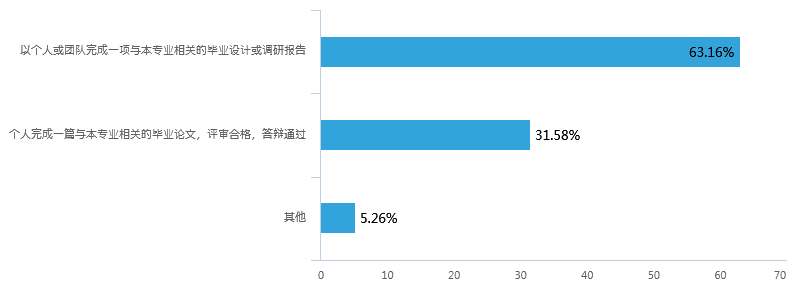 以个人或团队完成一项与本专业相关的毕业设计或调研报告
63.16%
个人完成一篇与本专业相关的毕业论文，评审合格，答辩通过
31.58%
其他
5.26%
0 10 20 30 40 50 60 70